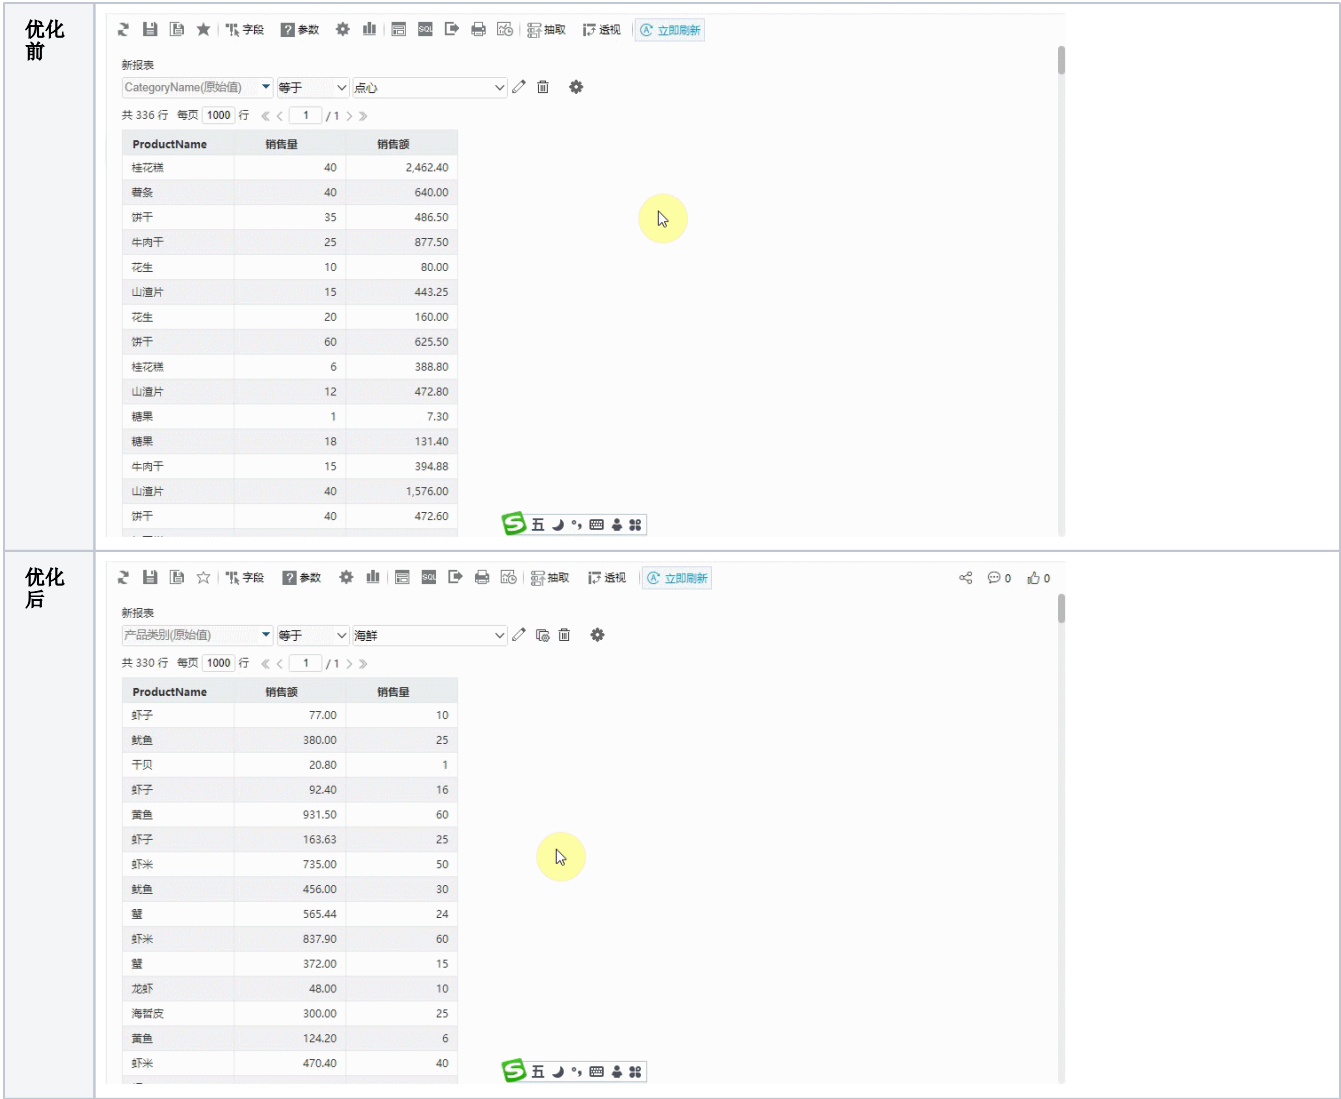 优化
前
字段 参数 SQL 抽取 透视 立即刷新
新报表
CategoryName(原始值) 等于 点心
共 336 行 每页 1000 行 1 / 1
ProductName 销售量 销售额
桂花糕 40 2,462.40
薯条 40 640.00
饼干 35 486.50
牛肉干 25 877.50
花生 10 80.00
山渣片 15 443.25
花生 20 160.00
饼干 60 625.50
桂花糕 6 388.80
山渣片 12 472.80
糖果 1 7.30
糖果 18 131.40
牛肉干 15 394.88
山渣片 40 1,576.00
饼干 40 472.60
五
优化
后
字段 参数 SQL 抽取 透视 立即刷新 0 0
新报表
产品类别(原始值) 等于 海鲜
共 330 行 每页 1000 行 1 / 1
ProductName 销售额 销售量
虾子 77.00 10
鱿鱼 380.00 25
干贝 20.80 1
虾子 92.40 16
黄鱼 931.50 60
虾子 163.63 25
虾米 735.00 50
鱿鱼 456.00 30
蟹 565.44 24
虾米 837.90 60
蟹 372.00 15
龙虾 48.00 10
海哲皮 300.00 25
黄鱼 124.20 6
虾米 470.40 40
五